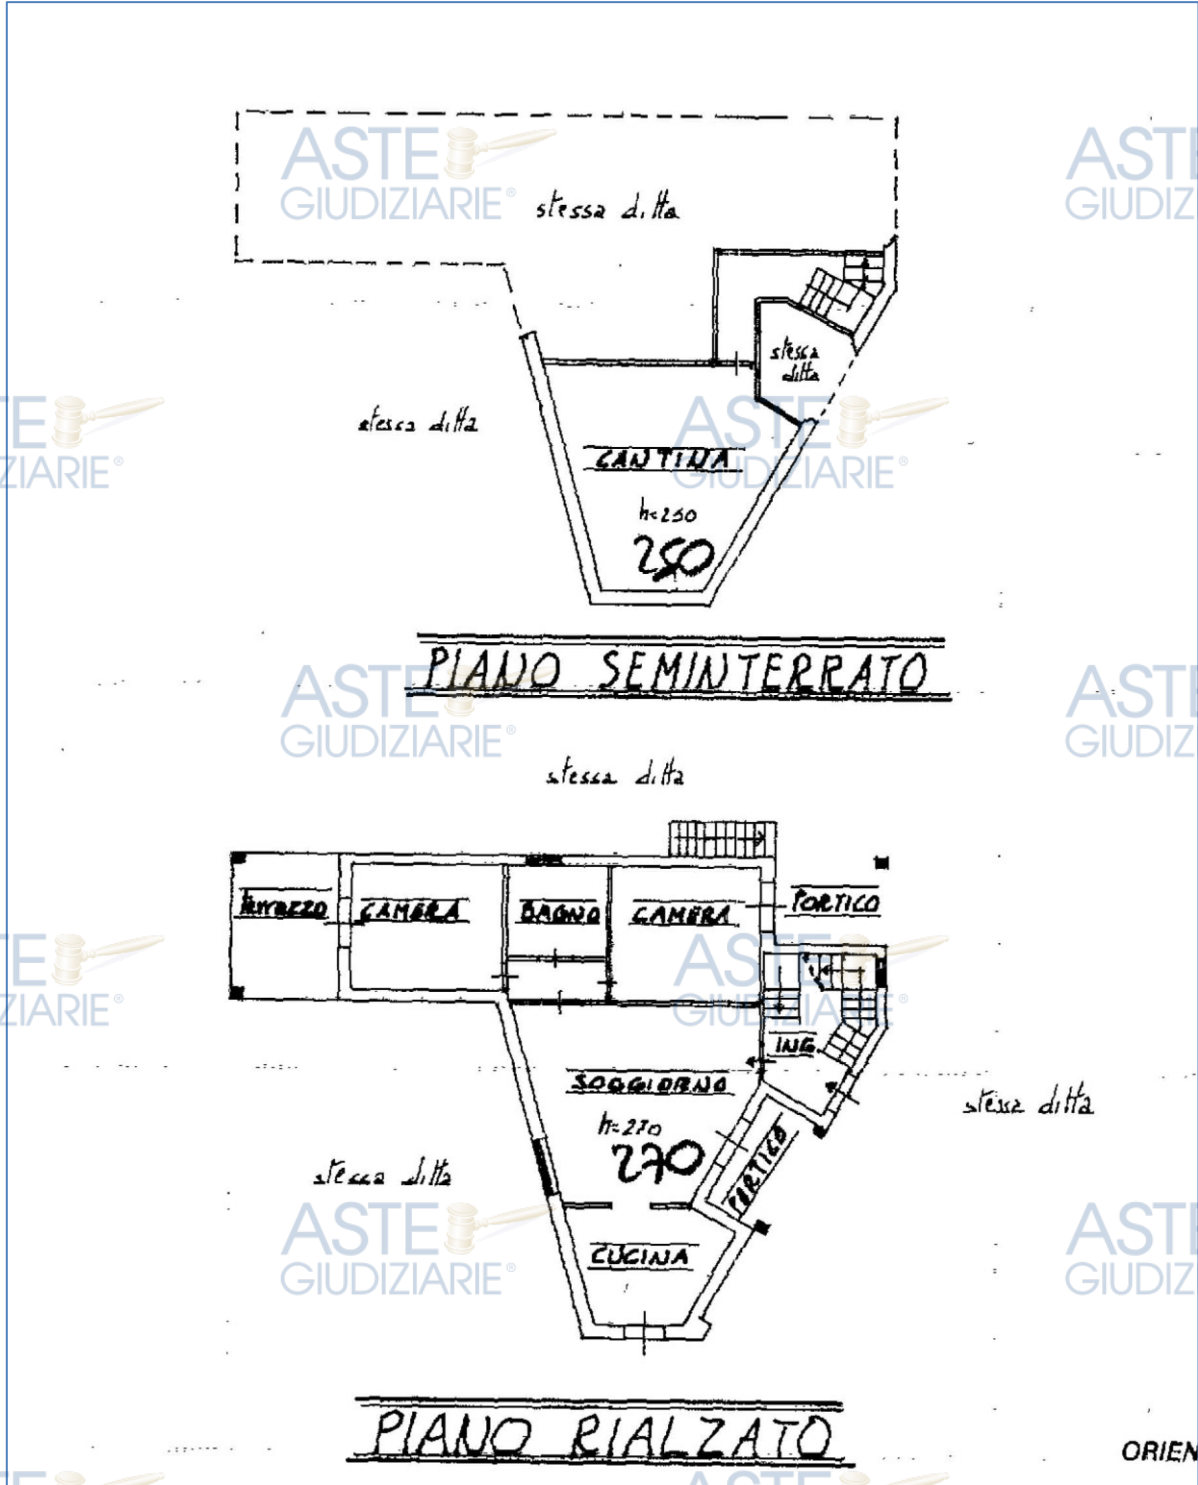 ASTE
GIUDIZIARIE®
stessa ditta
stessa
ditta
stessa ditta
CANTINA
h=250
250
PIANO SEMINTERRATO
stessa ditta
terrazzo
CAMERA
BAGNO
CAMERA
PORTICO
ING.
SOGGIORNO
h=270
270
PORTICO
stessa ditta
stessa ditta
CUCINA
PIANO RIALZATO
ORIEN